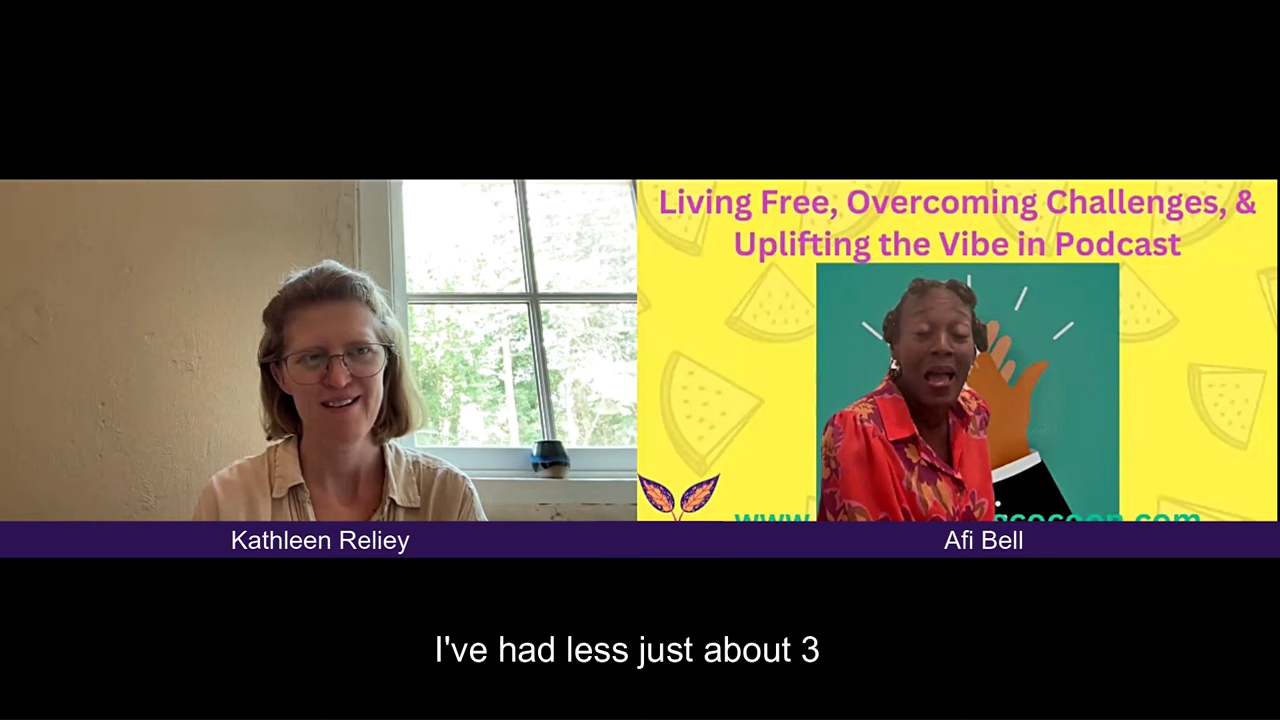 Living Free, Overcoming Challenges, &
Uplifting the Vibe in Podcast
Kathleen Reliey
Afi Bell
I've had less just about 3